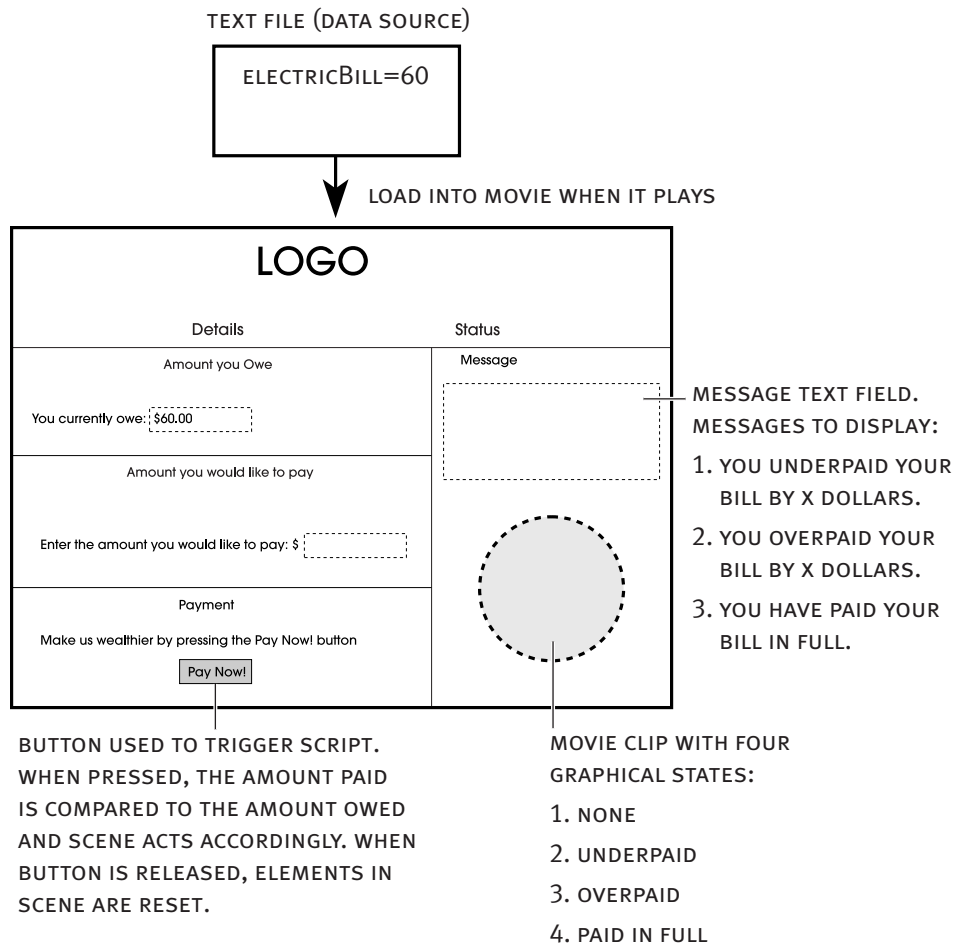 TEXT FILE (DATA SOURCE)
ELECTRICBILL=60
LOAD INTO MOVIE WHEN IT PLAYS
LOGO
Details
Status
Amount you Owe
You currently owe: $60.00
Amount you would like to pay
Enter the amount you would like to pay: $
Payment
Make us wealthier by pressing the Pay Now! button
Pay Now!
Message
MESSAGE TEXT FIELD.
MESSAGES TO DISPLAY:
1. YOU UNDERPAID YOUR
BILL BY X DOLLARS.
2. YOU OVERPAID YOUR
BILL BY X DOLLARS.
3. YOU HAVE PAID YOUR
BILL IN FULL.
BUTTON USED TO TRIGGER SCRIPT.
WHEN PRESSED, THE AMOUNT PAID
IS COMPARED TO THE AMOUNT OWED
AND SCENE ACTS ACCORDINGLY. WHEN
BUTTON IS RELEASED, ELEMENTS IN
SCENE ARE RESET.
MOVIE CLIP WITH FOUR
GRAPHICAL STATES:
1. NONE
2. UNDERPAID
3. OVERPAID
4. PAID IN FULL